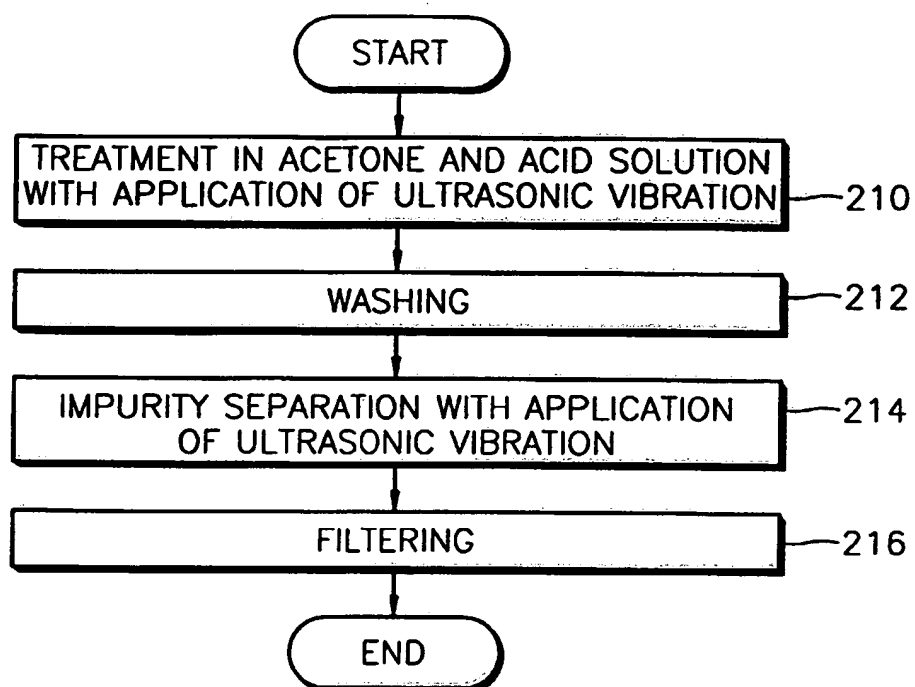 START
TREATMENT IN ACETONE AND ACID SOLUTION
WITH APPLICATION OF ULTRASONIC VIBRATION
210
WASHING
212
IMPURITY SEPARATION WITH APPLICATION
OF ULTRASONIC VIBRATION
214
FILTERING
216
END